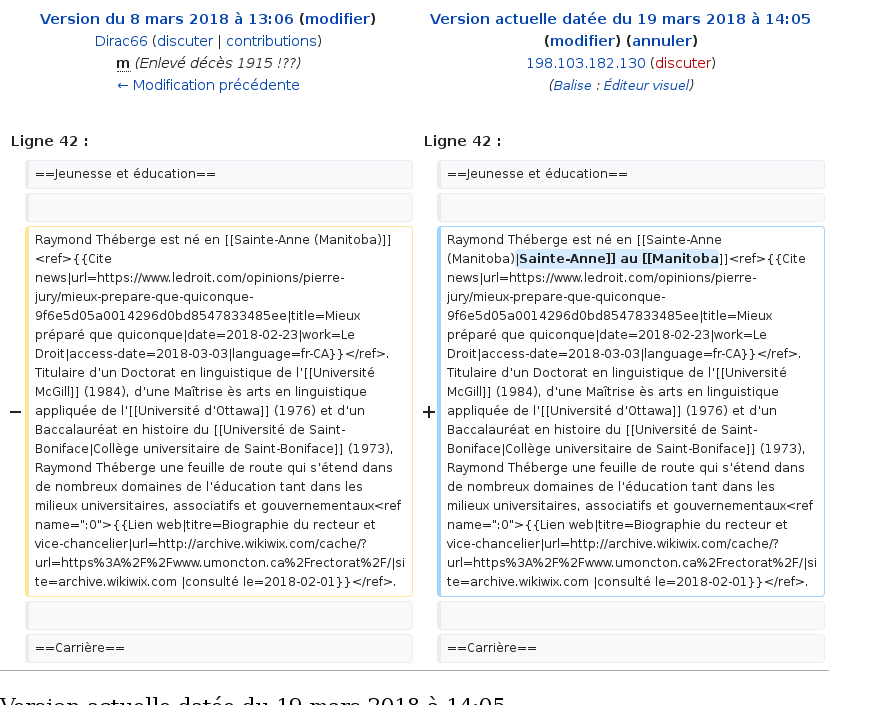 Version du 8 mars 2018 à 13:06 (modifier)
Dirac66 (discuter | contributions)
m (Enlevé décès 1915 !??)
← Modification précédente
Version actuelle datée du 19 mars 2018 à 14:05
(modifier) (annuler)
198.103.182.130 (discuter)
(Balise : Éditeur visuel)
Ligne 42 :
==Jeunesse et éducation==
−
Raymond Théberge est né en [[Sainte-Anne (Manitoba)]]
<ref>{{Cite
news|url=https://www.ledroit.com/opinions/pierre-
jury/mieux-prepare-que-quiconque-
9f6e5d05a0014296d0bd8547833485ee|title=Mieux
préparé que quiconque|date=2018-02-23|work=Le
Droit|access-date=2018-03-03|language=fr-CA}}</ref>.
Titulaire d'un Doctorat en linguistique de l'[[Université
McGill]] (1984), d'une Maîtrise ès arts en linguistique
appliquée de l'[[Université d'Ottawa]] (1976) et d'un
Baccalauréat en histoire du [[Université de Saint-
Boniface|Collège universitaire de Saint-Boniface]] (1973),
Raymond Théberge une feuille de route qui s'étend dans
de nombreux domaines de l'éducation tant dans les
milieux universitaires, associatifs et gouvernementaux<ref
name=":0">{{Lien web|titre=Biographie du recteur et
vice-chancelier|url=http://archive.wikiwix.com/cache/?
url=https%3A%2F%2Fwww.umoncton.ca%2Frectorat%2F/|si
te=archive.wikiwix.com |consulté le=2018-02-01}}</ref>.
==Carrière==
Ligne 42 :
==Jeunesse et éducation==
+
Raymond Théberge est né en [[Sainte-Anne
(Manitoba)|Sainte-Anne]] au [[Manitoba]]<ref>{{Cite
news|url=https://www.ledroit.com/opinions/pierre-
jury/mieux-prepare-que-quiconque-
9f6e5d05a0014296d0bd8547833485ee|title=Mieux
préparé que quiconque|date=2018-02-23|work=Le
Droit|access-date=2018-03-03|language=fr-CA}}</ref>.
Titulaire d'un Doctorat en linguistique de l'[[Université
McGill]] (1984), d'une Maîtrise ès arts en linguistique
appliquée de l'[[Université d'Ottawa]] (1976) et d'un
Baccalauréat en histoire du [[Université de Saint-
Boniface|Collège universitaire de Saint-Boniface]] (1973),
Raymond Théberge une feuille de route qui s'étend dans
de nombreux domaines de l'éducation tant dans les
milieux universitaires, associatifs et gouvernementaux<ref
name=":0">{{Lien web|titre=Biographie du recteur et
vice-chancelier|url=http://archive.wikiwix.com/cache/?
url=https%3A%2F%2Fwww.umoncton.ca%2Frectorat%2F/|si
te=archive.wikiwix.com |consulté le=2018-02-01}}</ref>.
==Carrière==
Version actuelle datée du 19 mars 2018 à 14:05